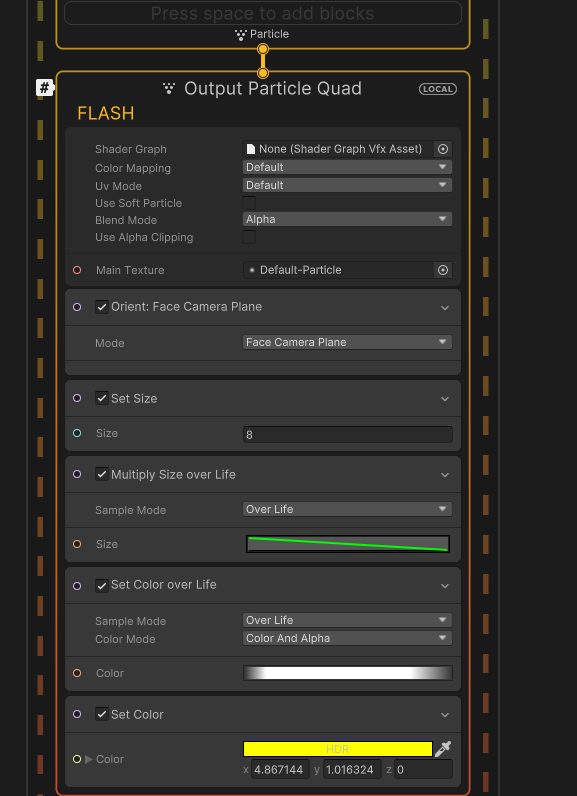 Press space to add blocks
Particle
#
Output Particle Quad
LOCAL
FLASH
Shader Graph None (Shader Graph Vfx Asset)
Color Mapping Default
Uv Mode Default
Use Soft Particle
Blend Mode Alpha
Use Alpha Clipping
Main Texture Default-Particle
Orient: Face Camera Plane
Mode Face Camera Plane
Set Size
Size 8
Multiply Size over Life
Sample Mode Over Life
Size
Set Color over Life
Sample Mode Over Life
Color Mode Color And Alpha
Color
Set Color
HDR
Color
x 4.867144 y 1.016324 z 0